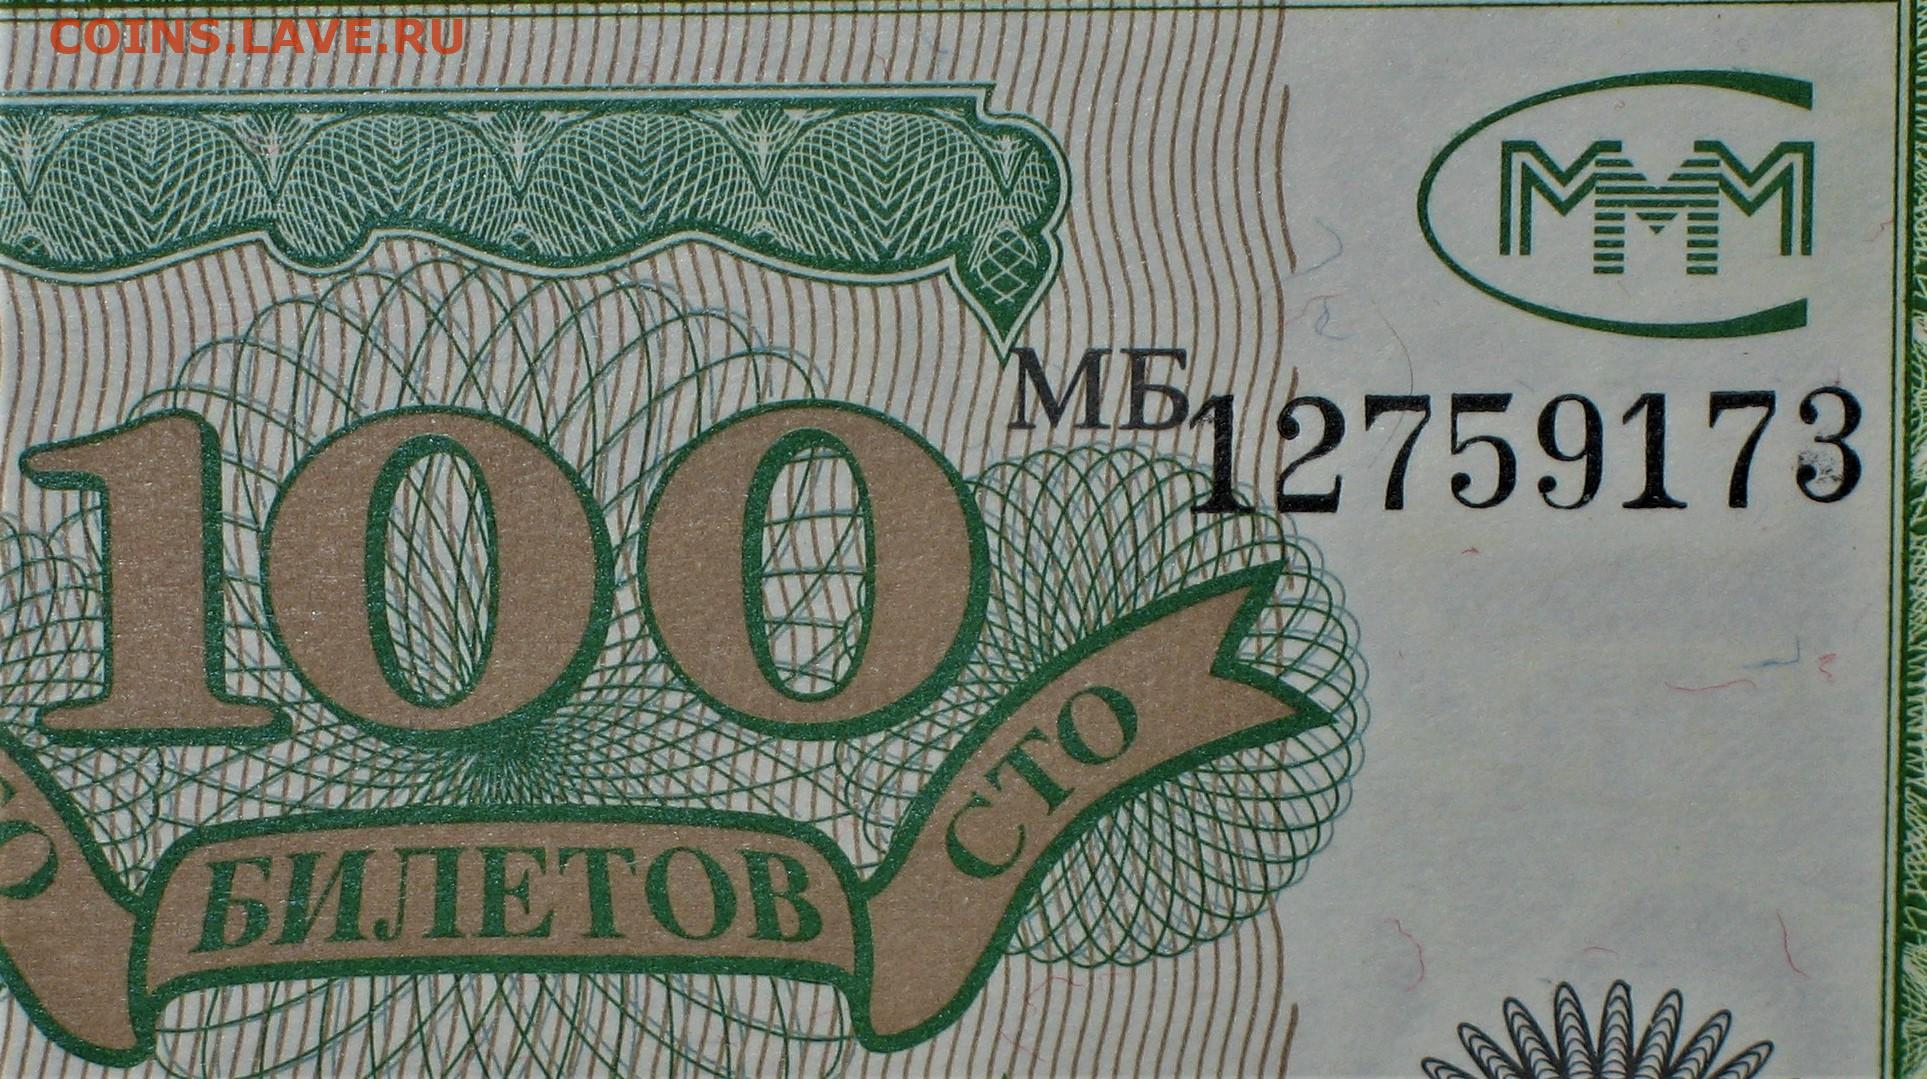 COINS.LAVE.RU
МММ
МБ 12759173
100
СТО
БИЛЕТОВ